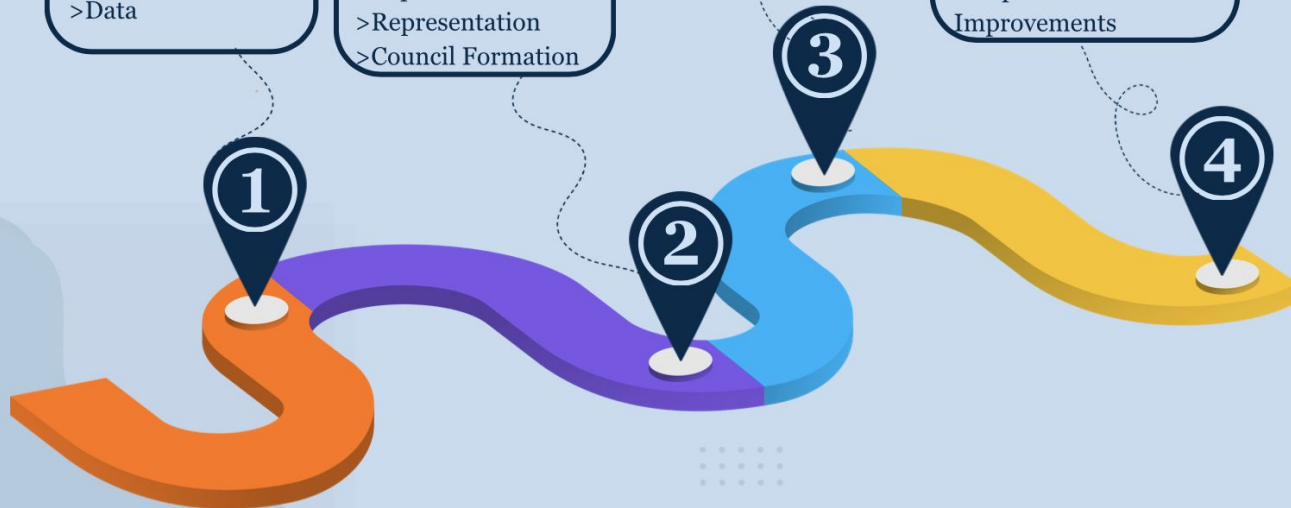 >Data
>Representation
>Council Formation
Improvements
1
2
3
4